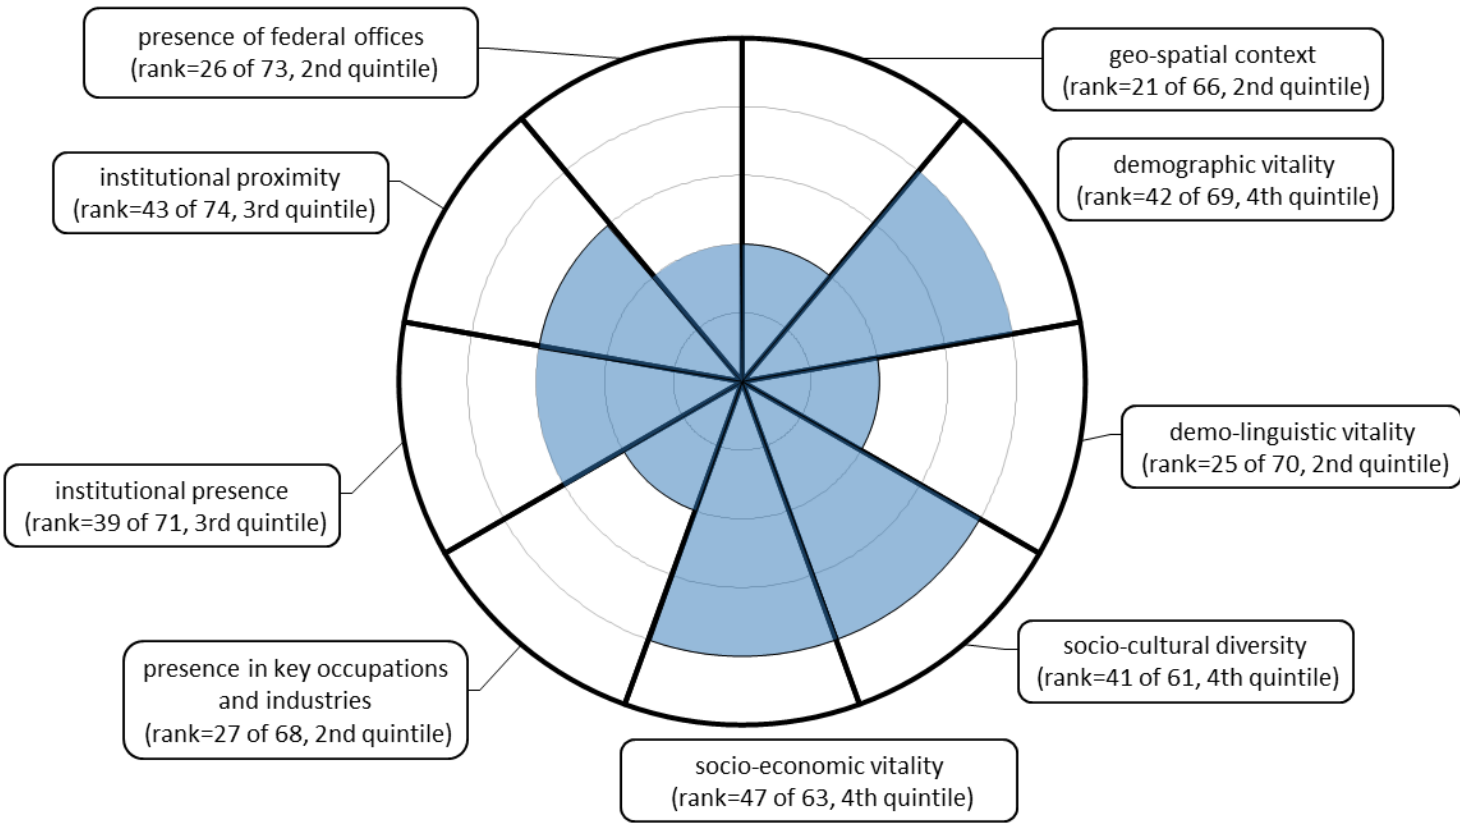 presence of federal offices
(rank=26 of 73, 2nd quintile)
geo-spatial context
(rank=21 of 66, 2nd quintile)
demographic vitality
(rank=42 of 69, 4th quintile)
institutional proximity
(rank=43 of 74, 3rd quintile)
demo-linguistic vitality
(rank=25 of 70, 2nd quintile)
institutional presence
(rank=39 of 71, 3rd quintile)
socio-cultural diversity
(rank=41 of 61, 4th quintile)
presence in key occupations
and industries
(rank=27 of 68, 2nd quintile)
socio-economic vitality
(rank=47 of 63, 4th quintile)